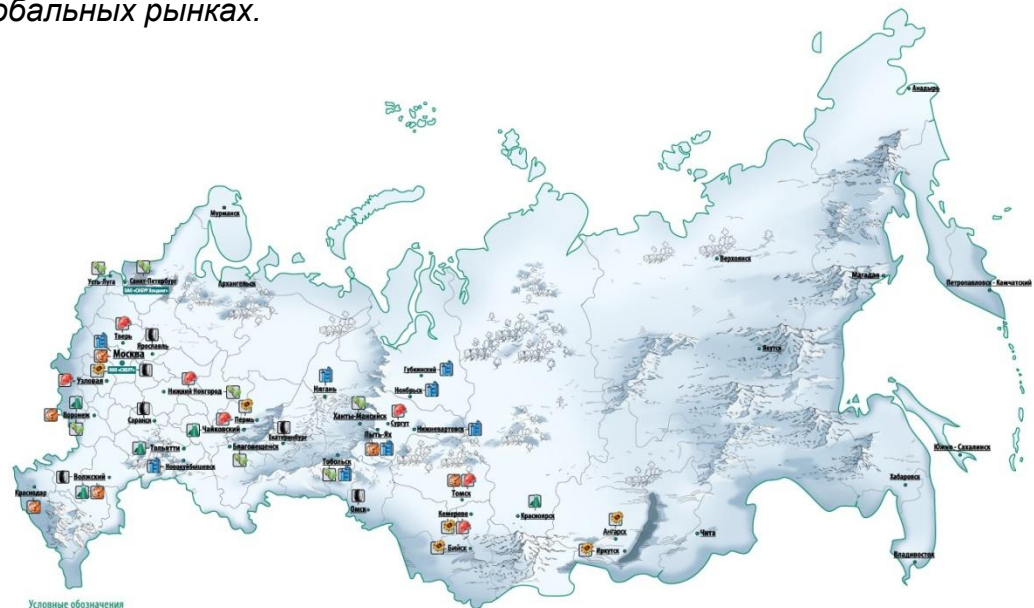 обальных рынках.
Анадырь
Мурманск
Верхоянск
Усть-Луга
Санкт-Петербург
Архангельск
Магадан
Петропавловск - Камчатский
Тверь
Ярославль
Москва
Якутск
Губкинский
Узловая
Нижний Новгород
Нягань
Ноябрьск
Воронеж
Саранск
Чайковский
Пермь
Ханты-Мансийск
Сургут
Екатеринбург
Пыть-Ях
Нижневартовск
Тольятти
Благовещенск
Южно - Сахалинск
Новокуйбышевск
Тобольск
Волжский
Хабаровск
Краснодар
Омск
Томск
Кемерово
Красноярск
Ангарск
Бийск
Иркутск
Чита
Владивосток
Условные обозначения